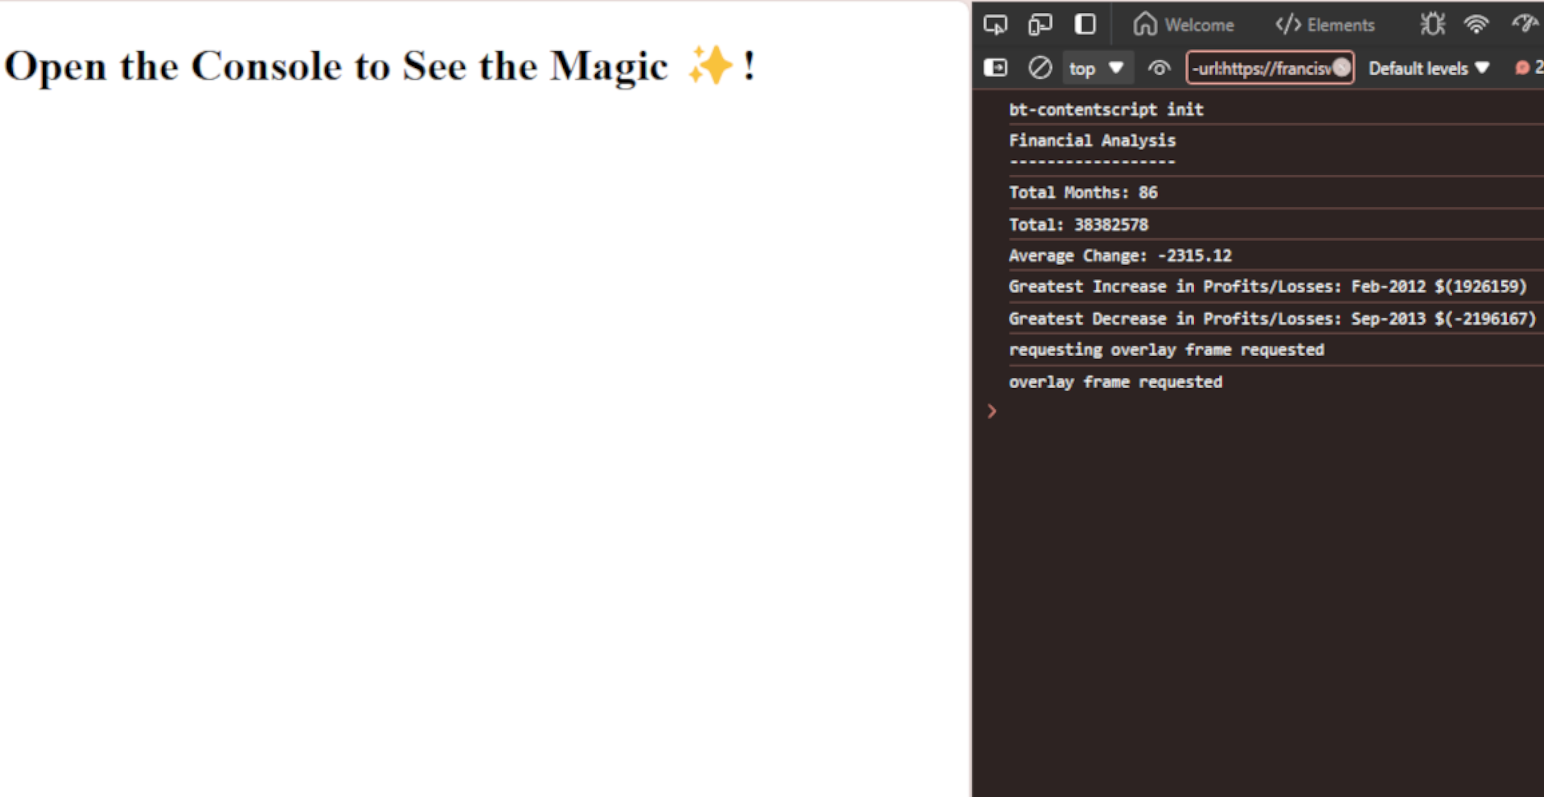 Open the Console to See the Magic ✨ !
Welcome
</> Elements
top ▼
-url:https://francisv
Default levels ▼
2
bt-contentscript init
Financial Analysis
------------------
Total Months: 86
Total: 38382578
Average Change: -2315.12
Greatest Increase in Profits/Losses: Feb-2012 $(1926159)
Greatest Decrease in Profits/Losses: Sep-2013 $(-2196167)
requesting overlay frame requested
overlay frame requested